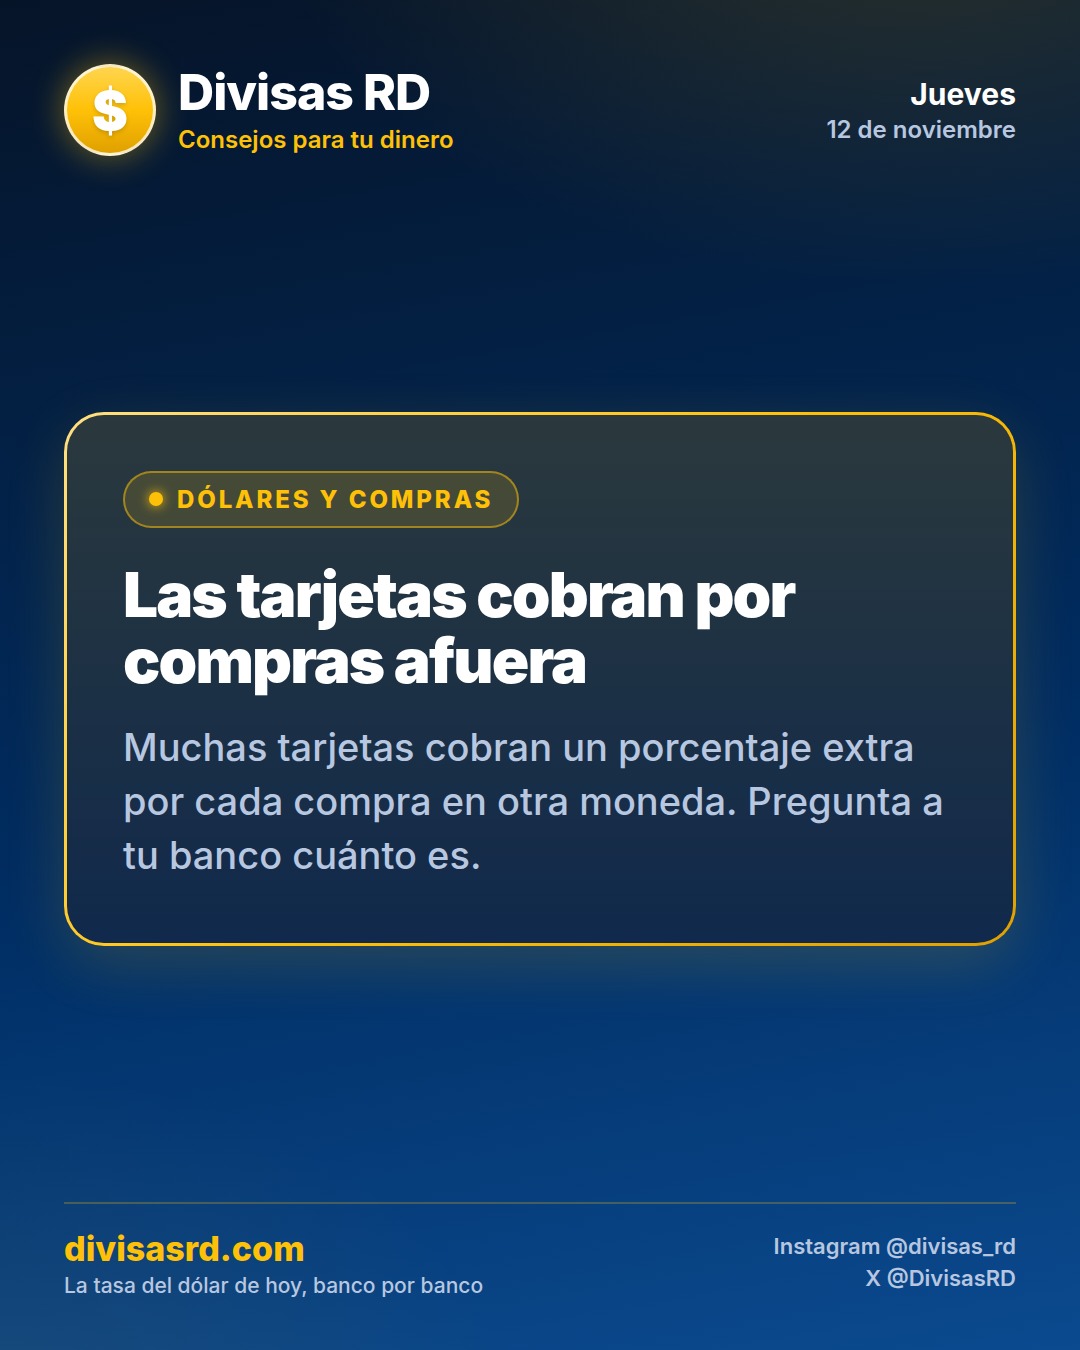 $
Divisas RD
Consejos para tu dinero
Jueves
12 de noviembre
DÓLARES Y COMPRAS
Las tarjetas cobran por
compras afuera
Muchas tarjetas cobran un porcentaje extra
por cada compra en otra moneda. Pregunta a
tu banco cuánto es.
divisasrd.com
La tasa del dólar de hoy, banco por banco
Instagram @divisas_rd
X @DivisasRD